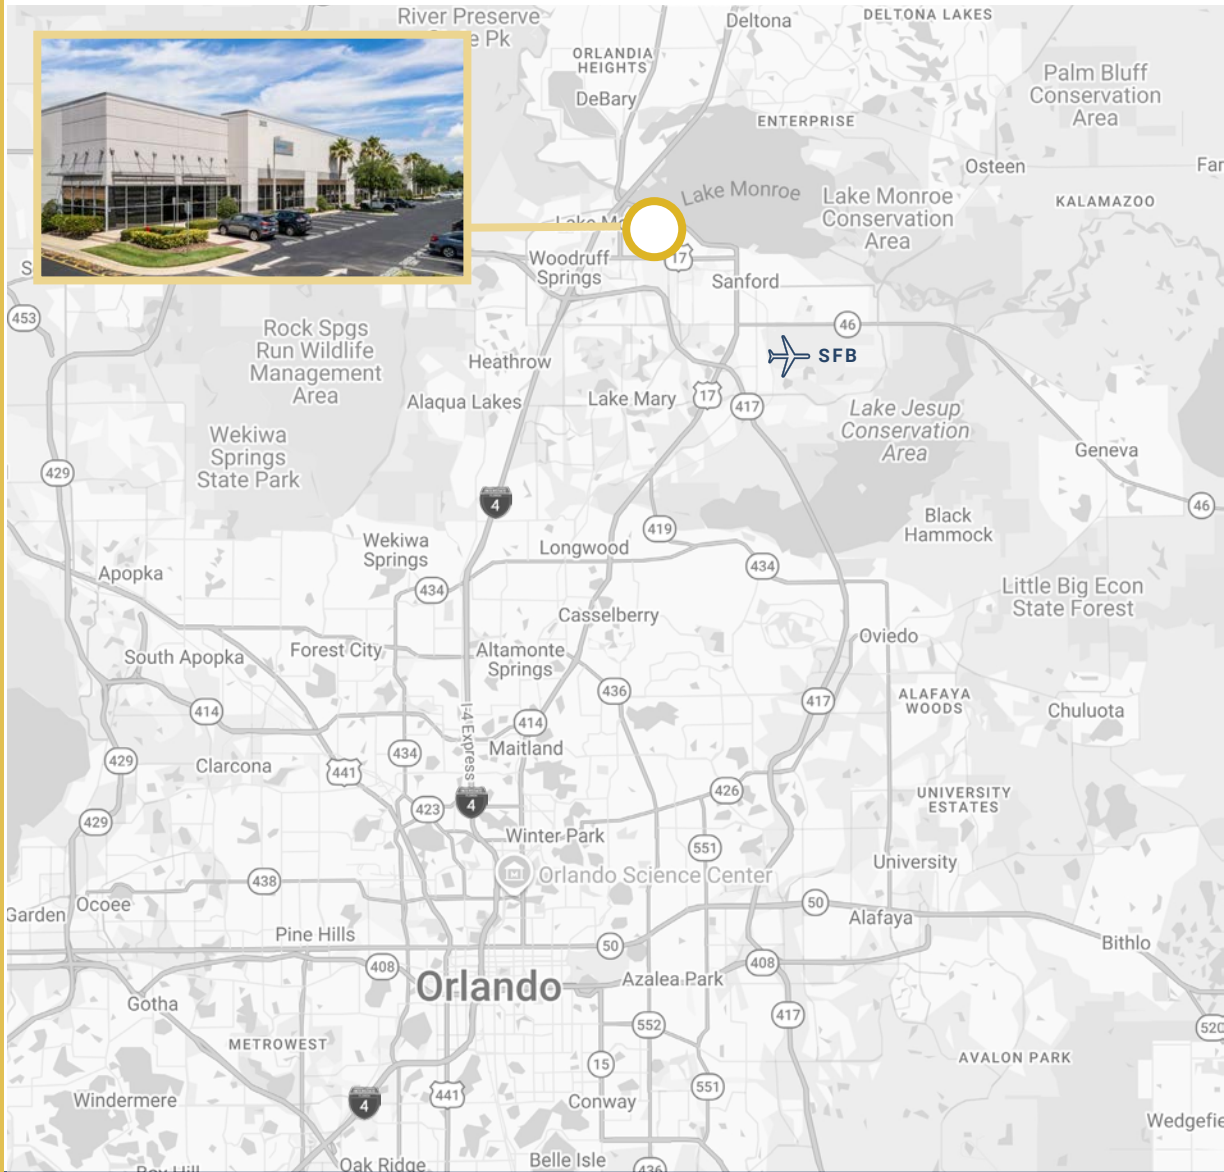 River Preserve
Pk
Deltona
DELTONA LAKES
ORLANDIA
HEIGHTS
DeBary
Palm Bluff
Conservation
Area
ENTERPRISE
Osteen
Far
Lake Monroe
Lake Monroe
Conservation
Area
KALAMAZOO
Lake Mo
Woodruff
Springs
17
Sanford
S
453
46
SFB
Rock Spgs
Run Wildlife
Management
Area
Heathrow
Alaqua Lakes
Lake Mary
17
417
Lake Jesup
Conservation
Area
Wekiwa
Springs
State Park
Geneva
429
4
46
419
Black
Hammock
Wekiwa
Springs
Longwood
434
Apopka
434
Little Big Econ
State Forest
Casselberry
Oviedo
Forest City
Altamonte
Springs
South Apopka
436
417
ALAFAYA
WOODS
Chuluota
414
I-4 Express
414
Maitland
434
429
Clarcona
441
426
UNIVERSITY
ESTATES
4
423
429
Winter Park
551
University
Orlando Science Center
438
Garden
Ocoee
50
Alafaya
Pine Hills
50
Bithlo
408
408
Orlando
Azalea Park
Gotha
417
552
520
METROWEST
AVALON PARK
15
441
551
4
Windermere
Conway
Wedgefie
Bay Hill
Oak Ridge
Belle Isle
436